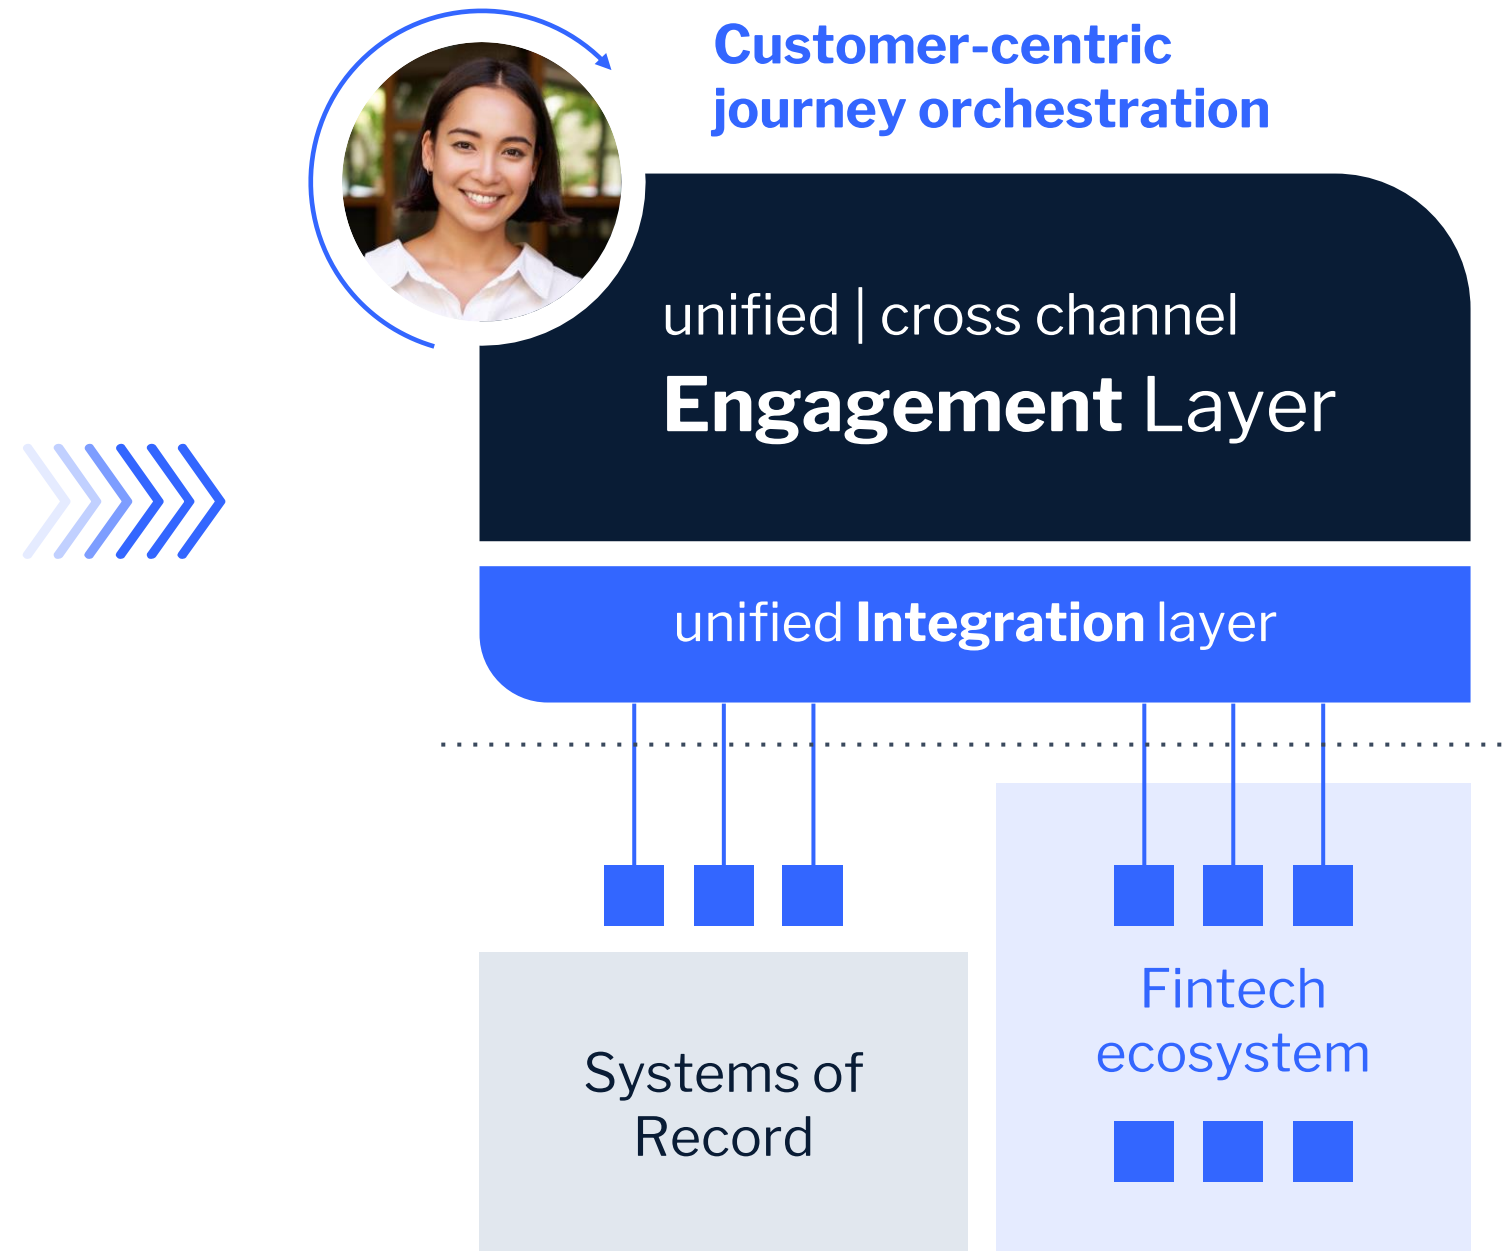 Customer-centric
journey orchestration
unified | cross channel
Engagement Layer
unified Integration layer
Systems of
Record
Fintech
ecosystem